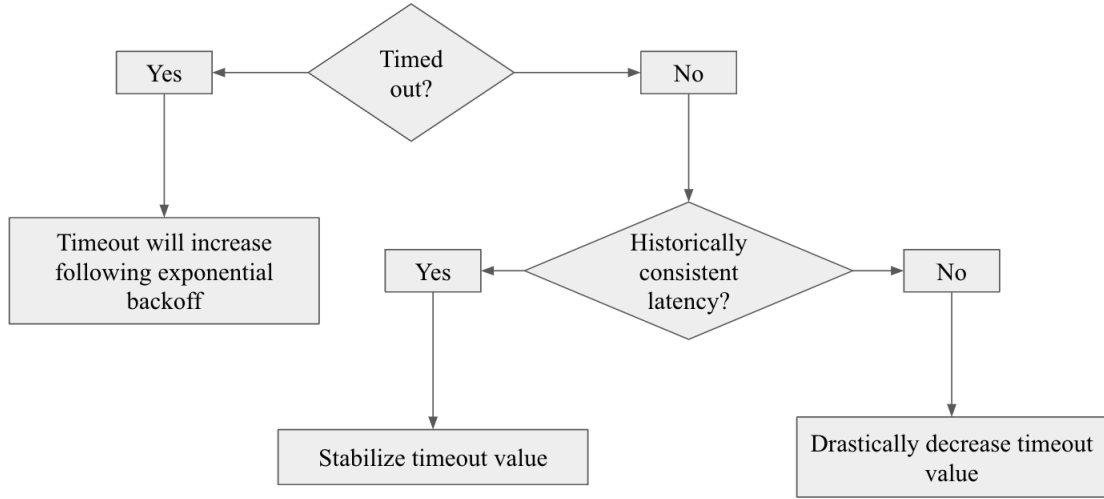 Timed
out?
Yes
No
Timeout will increase
following exponential
backoff
Historically
consistent
latency?
Yes
No
Stabilize timeout value
Drastically decrease timeout
value